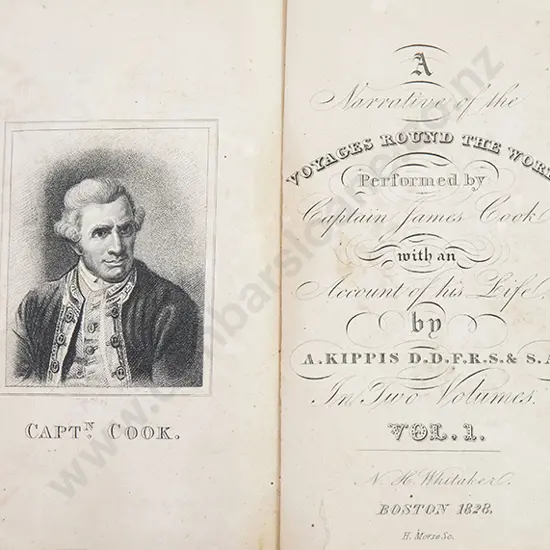 CAPTN. COOK.
A
Narrative of the
VOYAGES ROUND THE WORL
Performed by
Captain James Cook
with an
Account of his Life.
by
A. KIPPIS D.D.F.R.S. & S.A
In Two Volumes.
VOL. 1.
N. H. Whitaker.
BOSTON 1828.
H. Morse Sc.